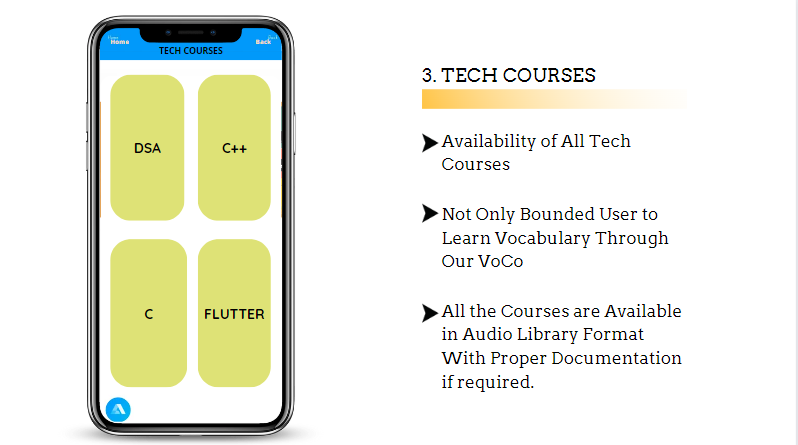 Home
Back
TECH COURSES
DSA
C++
C
FLUTTER
3. TECH COURSES
Availability of All Tech
Courses
Not Only Bounded User to
Learn Vocabulary Through
Our VoCo
All the Courses are Available
in Audio Library Format
With Proper Documentation
if required.